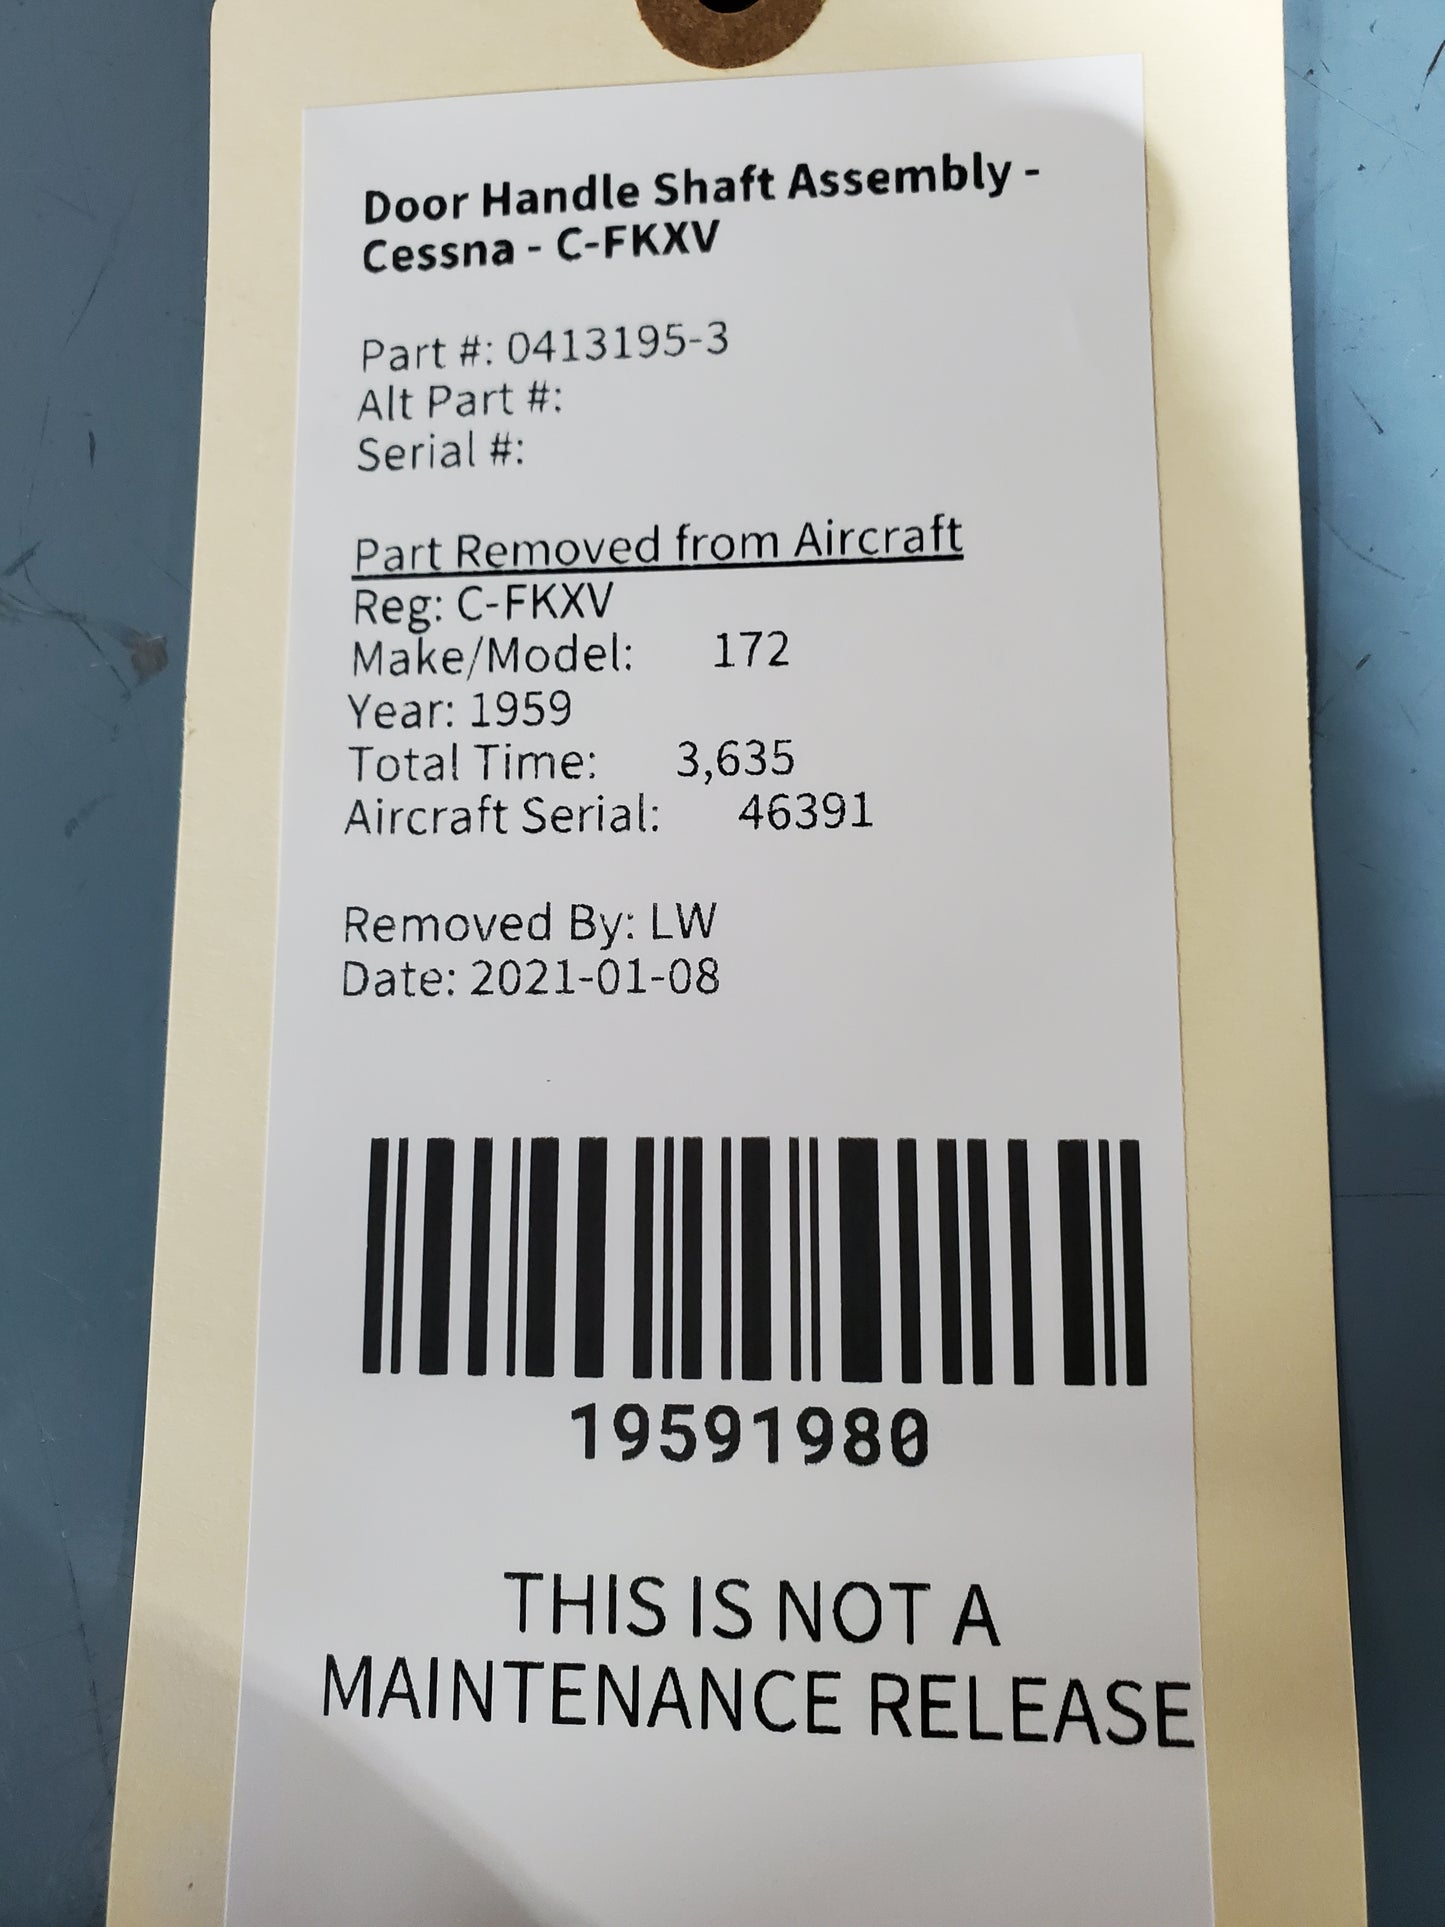 Door Handle Shaft Assembly -
Cessna - C-FKXV
Part #: 0413195-3
Alt Part #:
Serial #:
Part Removed from Aircraft
Reg: C-FKXV
Make/Model: 172
Year: 1959
Total Time: 3,635
Aircraft Serial: 46391
Removed By: LW
Date: 2021-01-08
19591980
THIS IS NOT A
MAINTENANCE RELEASE